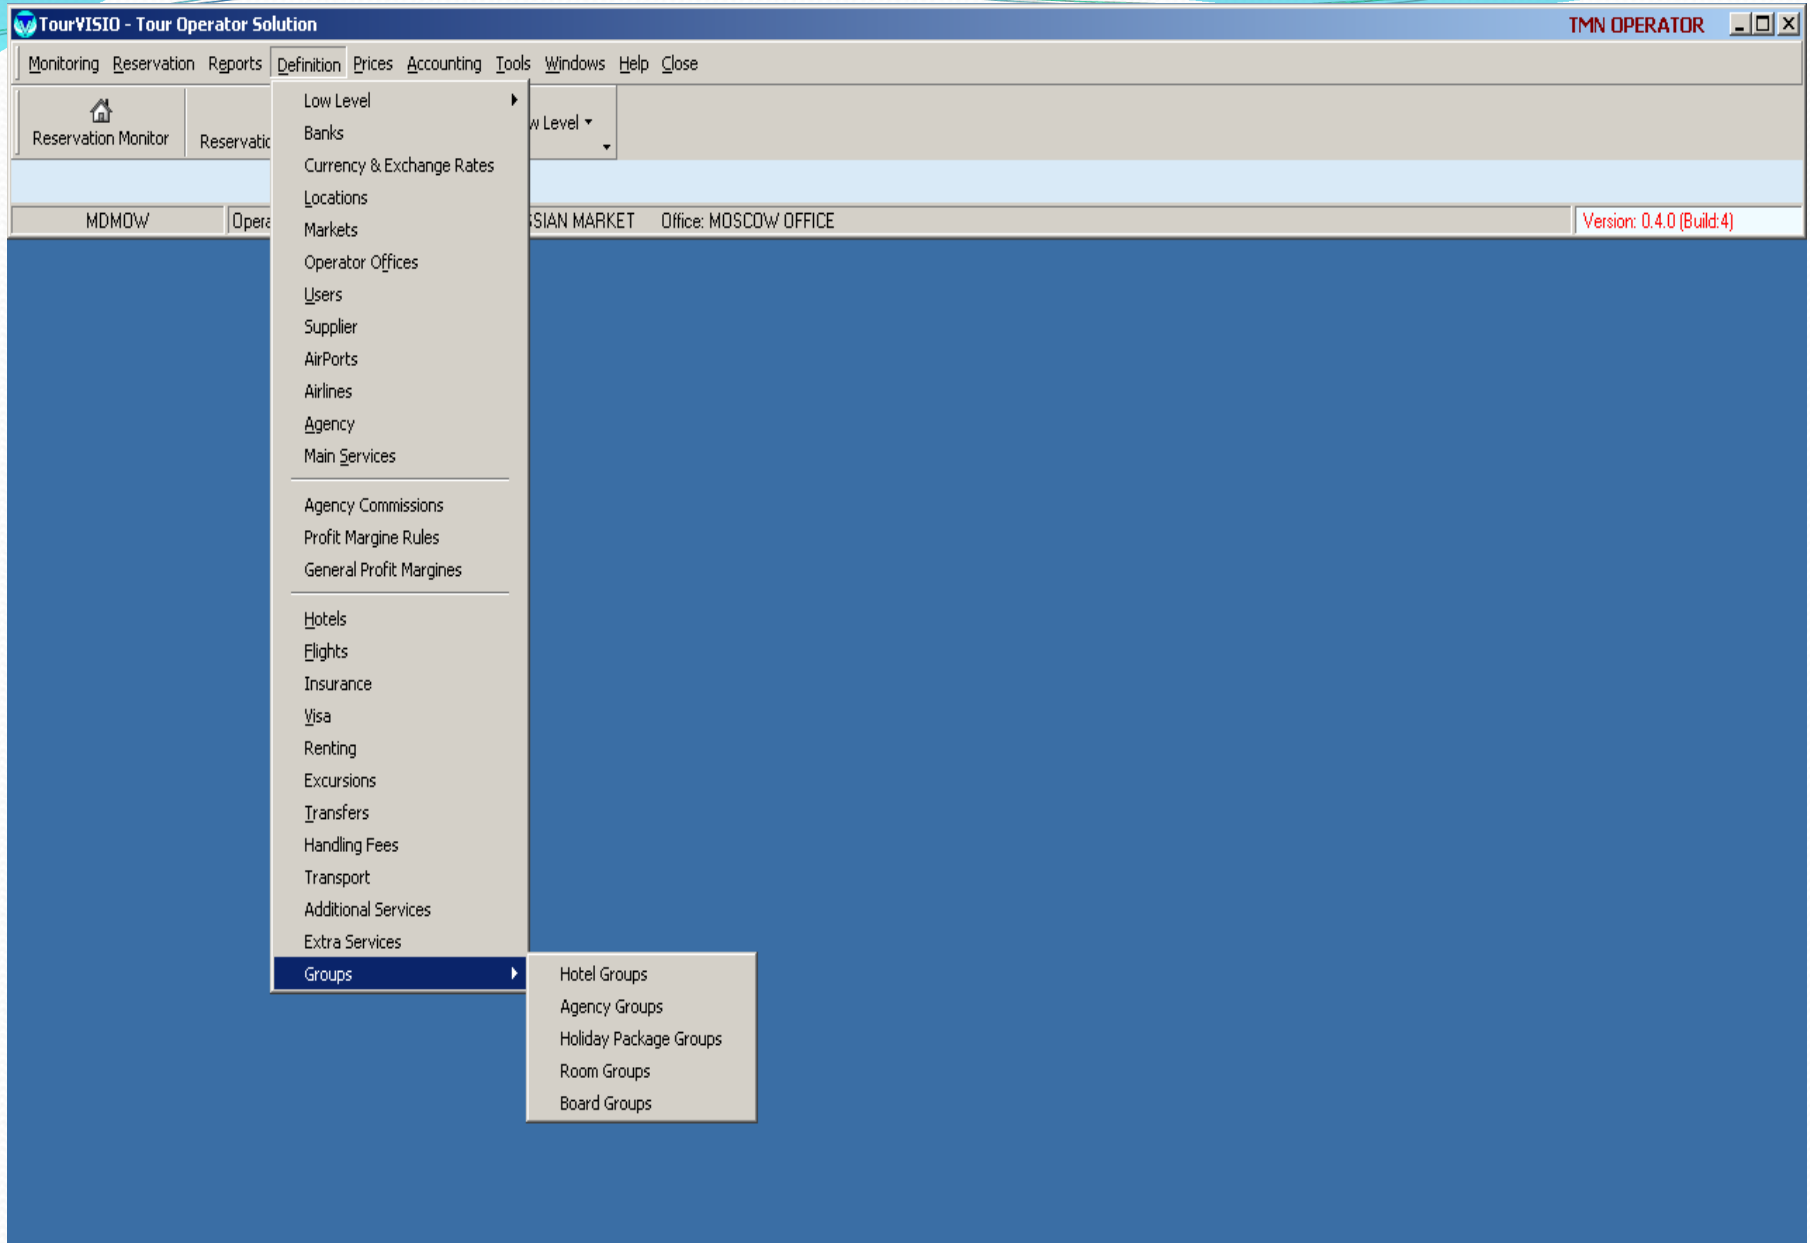 TourVISIO - Tour Operator Solution TMN OPERATOR
Monitoring Reservation Reports Definition Prices Accounting Tools Windows Help Close
Reservation Monitor
Level
MDMOW MARKET Office: MOSCOW OFFICE Version: 0.4.0 (Build:4)
Low Level
Banks
Currency & Exchange Rates
Locations
Markets
Operator Offices
Users
Supplier
AirPorts
Airlines
Agency
Main Services
Agency Commissions
Profit Margine Rules
General Profit Margines
Hotels
Flights
Insurance
Visa
Renting
Excursions
Transfers
Handling Fees
Transport
Additional Services
Extra Services
Groups
Hotel Groups
Agency Groups
Holiday Package Groups
Room Groups
Board Groups